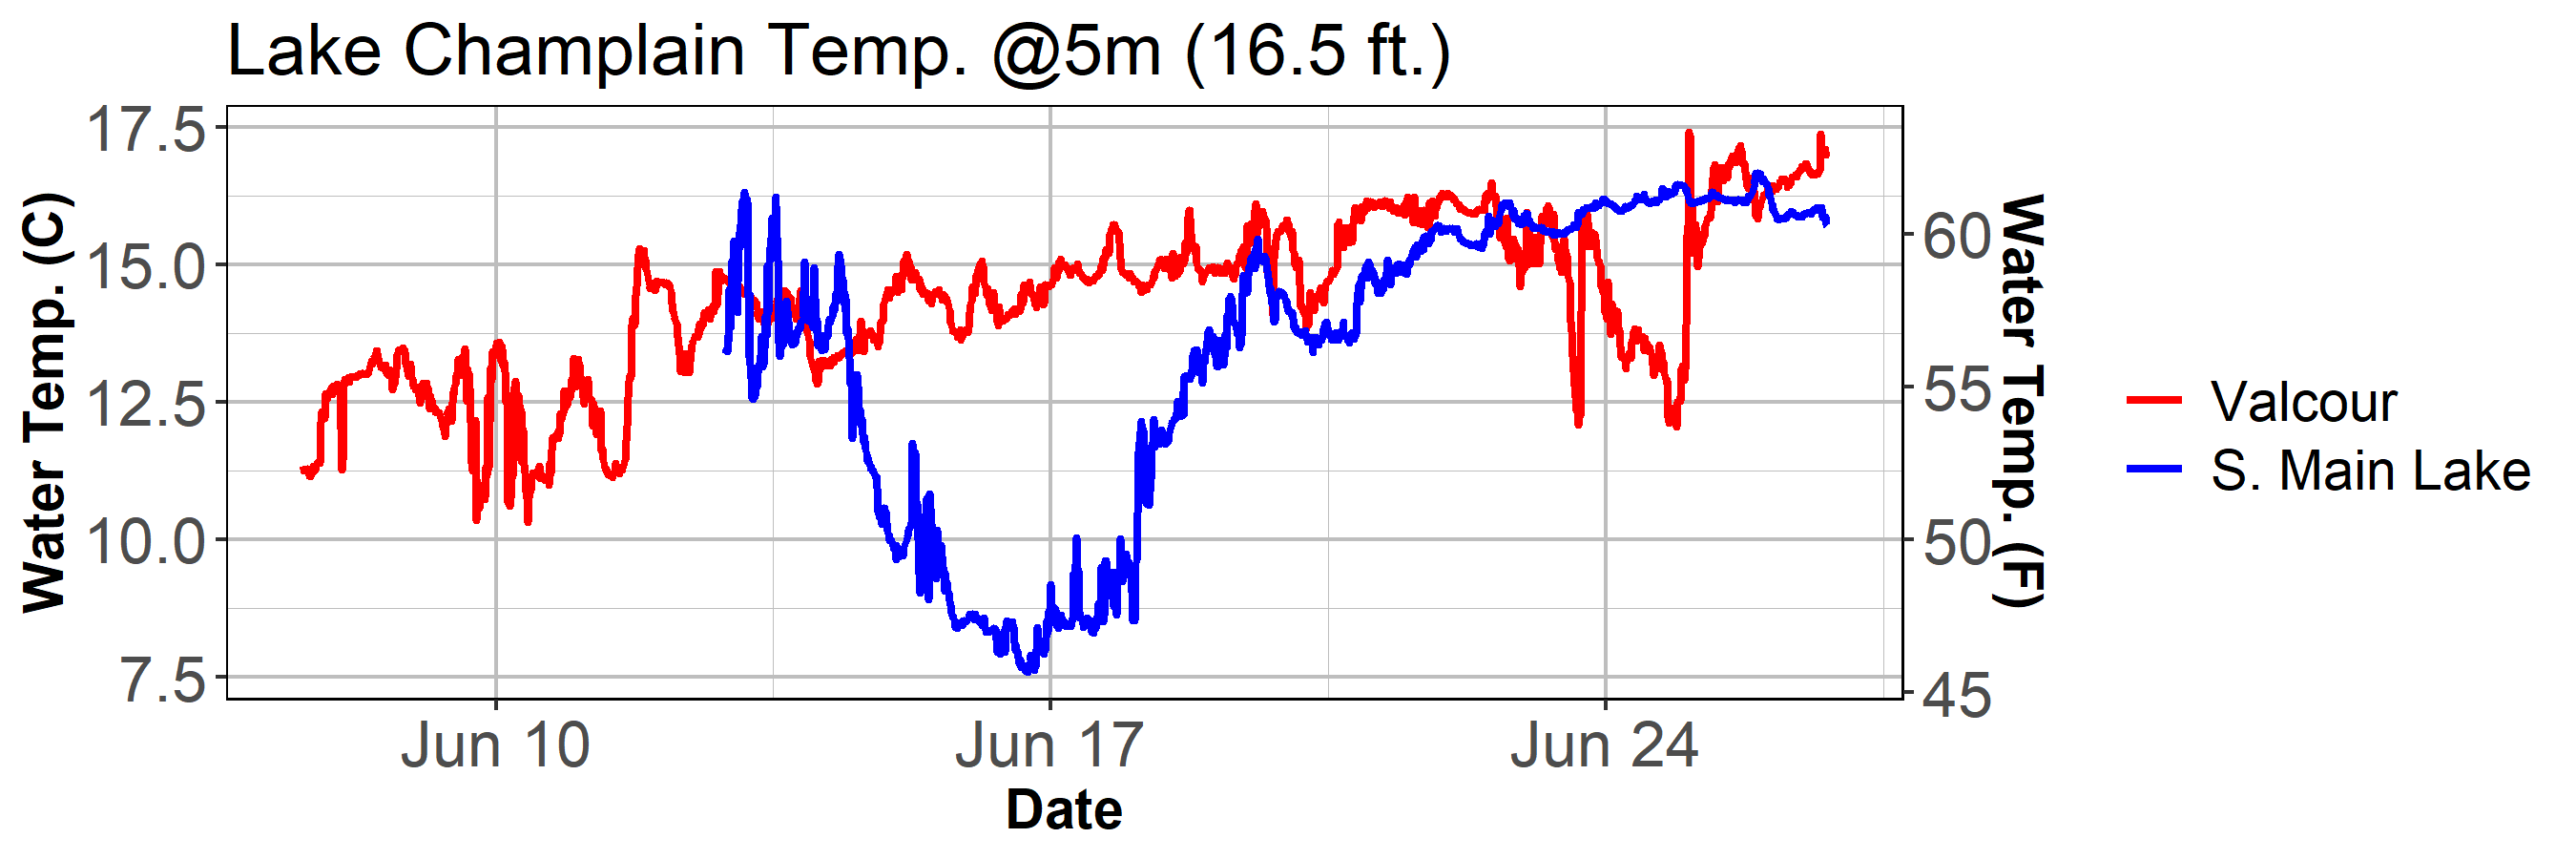 Lake Champlain Temp. @5m (16.5 ft.)
Water Temp. (C)
17.5
15.0
12.5
10.0
7.5
60
55
50
45
Water Temp. (F)
Jun 10
Jun 17
Jun 24
Date
Valcour
S. Main Lake